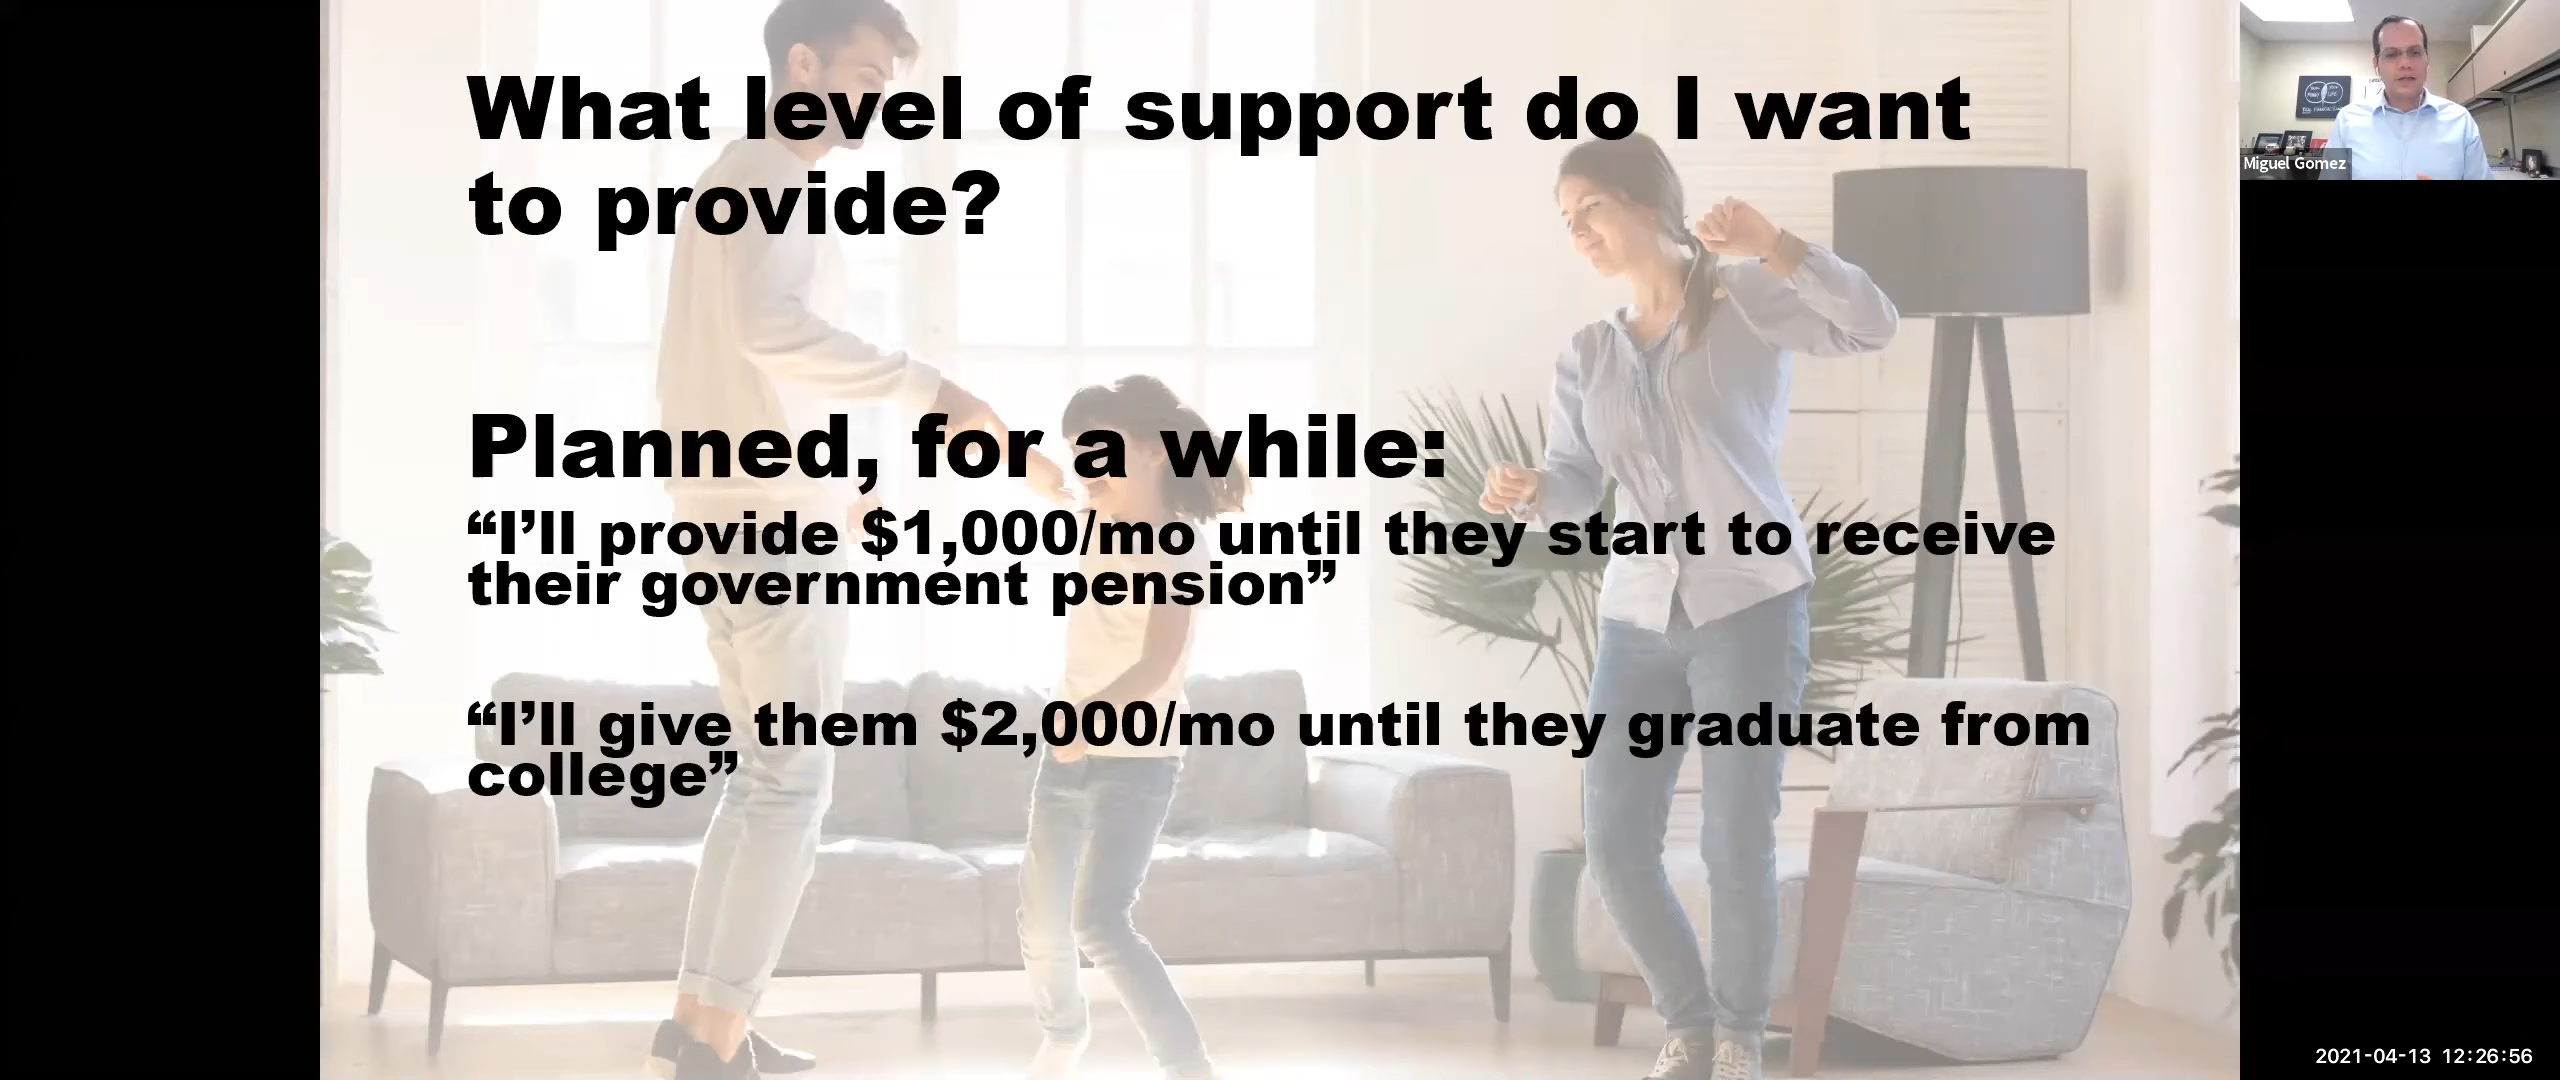 What level of support do I want
to provide?
Planned, for a while:
“I’ll provide $1,000/mo until they start to receive
their government pension”
“I’ll give them $2,000/mo until they graduate from
college”
Miguel Gomez
2021-04-13 12:26:56